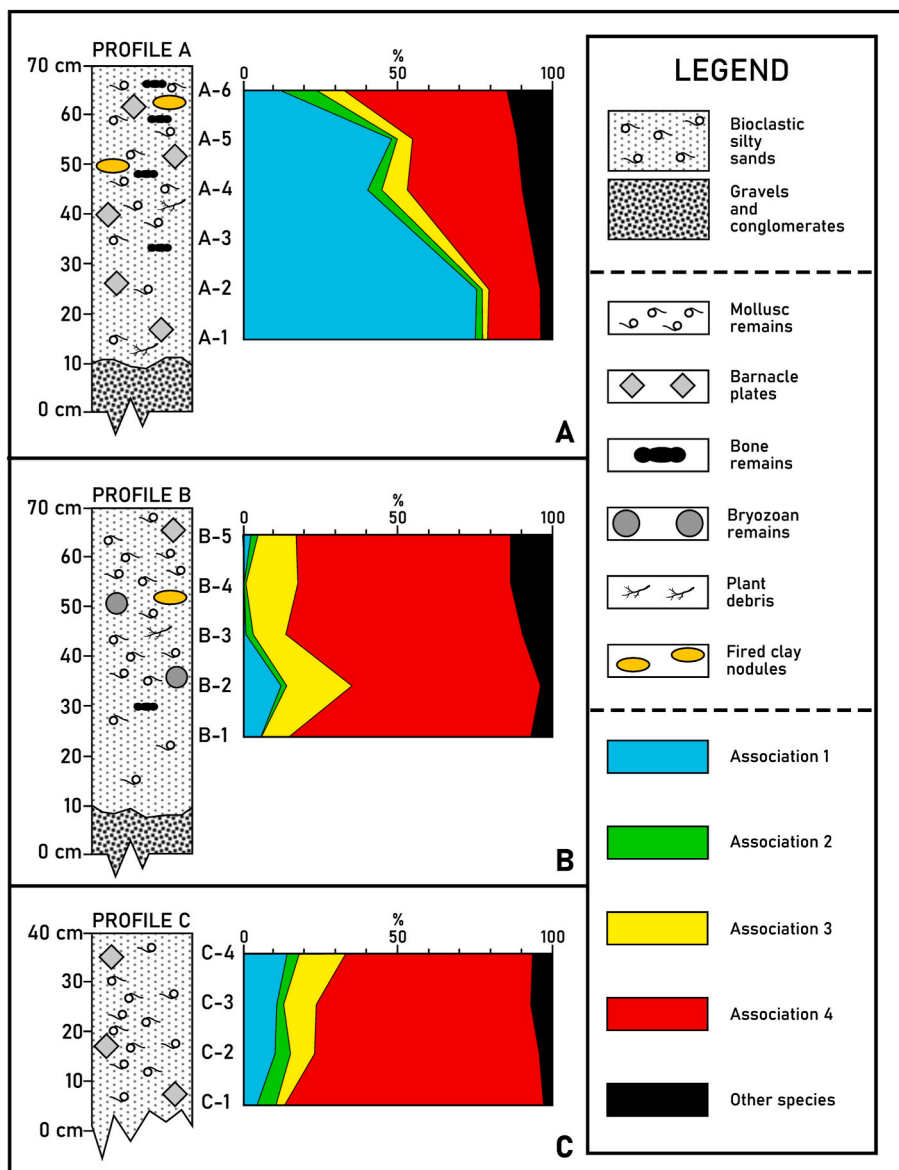 PROFILE A
%
70 cm
0
50
100
A-6
60
A-5
50
A-4
40
A-3
30
A-2
20
A-1
10
0 cm
A
PROFILE B
%
70 cm
0
50
100
B-5
60
B-4
50
B-3
40
B-2
30
B-1
20
10
0 cm
B
PROFILE C
%
40 cm
0
50
100
C-4
30
C-3
20
C-2
10
C-1
0 cm
C
LEGEND
Bioclastic
silty
sands
Gravels
and
conglomerates
Mollusc
remains
Barnacle
plates
Bone
remains
Bryozoan
remains
Plant
debris
Fired clay
nodules
Association 1
Association 2
Association 3
Association 4
Other species